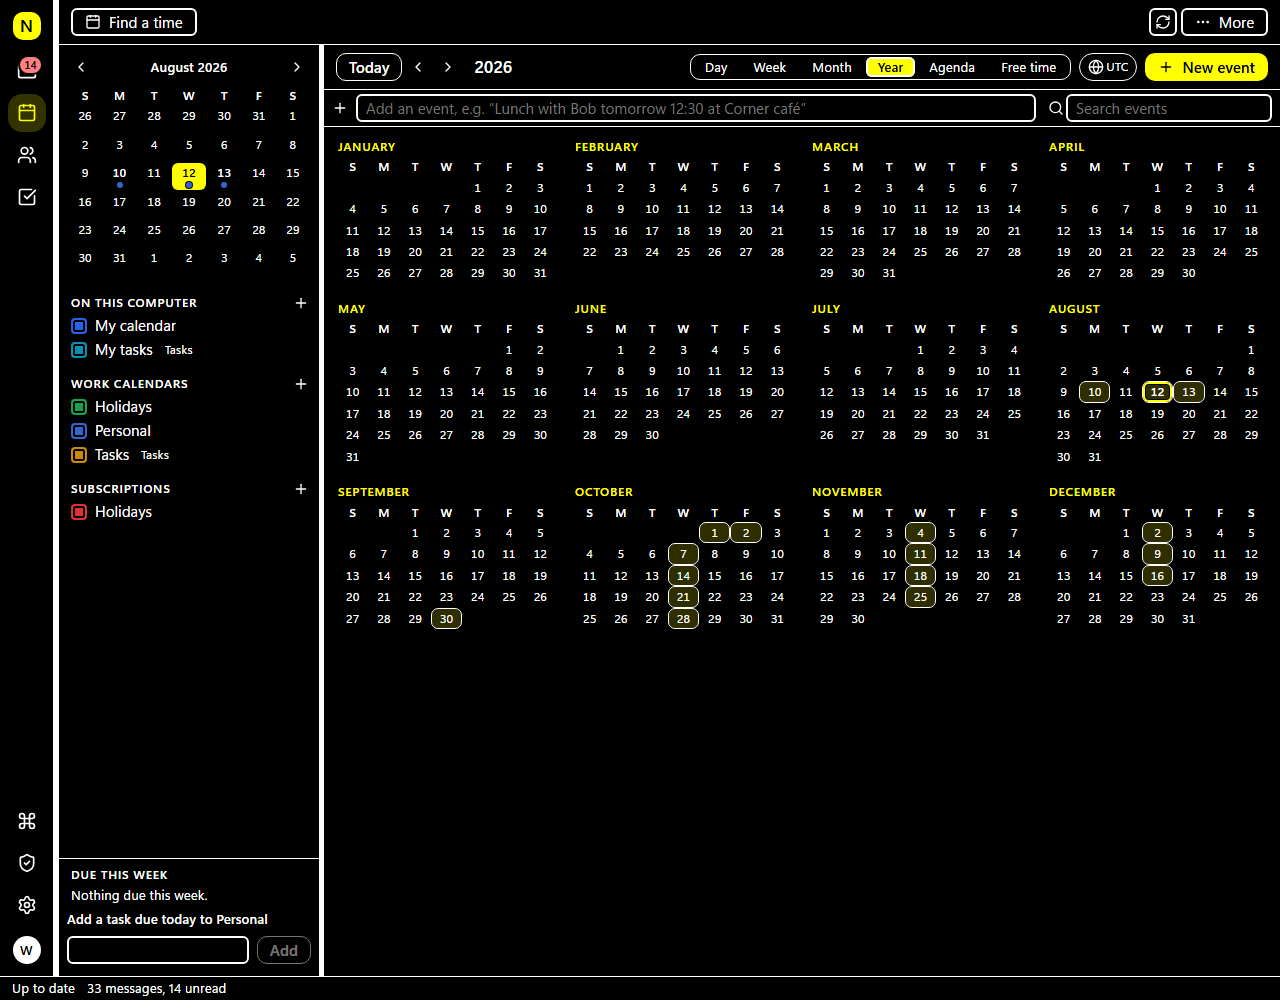 N
Find a time
More
14
August 2026
S M T W T F S
26 27 28 29 30 31 1
2 3 4 5 6 7 8
9 10 11 12 13 14 15
16 17 18 19 20 21 22
23 24 25 26 27 28 29
30 31 1 2 3 4 5
ON THIS COMPUTER
My calendar
My tasks Tasks
WORK CALENDARS
Holidays
Personal
Tasks Tasks
SUBSCRIPTIONS
Holidays
DUE THIS WEEK
Nothing due this week.
Add a task due today to Personal
Add
W
Today 2026 Day Week Month Year Agenda Free time UTC New event
Add an event, e.g. “Lunch with Bob tomorrow 12:30 at Corner café” Search events
JANUARY
S M T W T F S
1 2 3
4 5 6 7 8 9 10
11 12 13 14 15 16 17
18 19 20 21 22 23 24
25 26 27 28 29 30 31
FEBRUARY
S M T W T F S
1 2 3 4 5 6 7
8 9 10 11 12 13 14
15 16 17 18 19 20 21
22 23 24 25 26 27 28
MARCH
S M T W T F S
1 2 3 4 5 6 7
8 9 10 11 12 13 14
15 16 17 18 19 20 21
22 23 24 25 26 27 28
29 30 31
APRIL
S M T W T F S
1 2 3 4
5 6 7 8 9 10 11
12 13 14 15 16 17 18
19 20 21 22 23 24 25
26 27 28 29 30
MAY
S M T W T F S
1 2
3 4 5 6 7 8 9
10 11 12 13 14 15 16
17 18 19 20 21 22 23
24 25 26 27 28 29 30
31
JUNE
S M T W T F S
1 2 3 4 5 6
7 8 9 10 11 12 13
14 15 16 17 18 19 20
21 22 23 24 25 26 27
28 29 30
JULY
S M T W T F S
1 2 3 4
5 6 7 8 9 10 11
12 13 14 15 16 17 18
19 20 21 22 23 24 25
26 27 28 29 30 31
AUGUST
S M T W T F S
1
2 3 4 5 6 7 8
9 10 11 12 13 14 15
16 17 18 19 20 21 22
23 24 25 26 27 28 29
30 31
SEPTEMBER
S M T W T F S
1 2 3 4 5
6 7 8 9 10 11 12
13 14 15 16 17 18 19
20 21 22 23 24 25 26
27 28 29 30
OCTOBER
S M T W T F S
1 2 3
4 5 6 7 8 9 10
11 12 13 14 15 16 17
18 19 20 21 22 23 24
25 26 27 28 29 30 31
NOVEMBER
S M T W T F S
1 2 3 4 5 6 7
8 9 10 11 12 13 14
15 16 17 18 19 20 21
22 23 24 25 26 27 28
29 30
DECEMBER
S M T W T F S
1 2 3 4 5
6 7 8 9 10 11 12
13 14 15 16 17 18 19
20 21 22 23 24 25 26
27 28 29 30 31
Up to date 33 messages, 14 unread